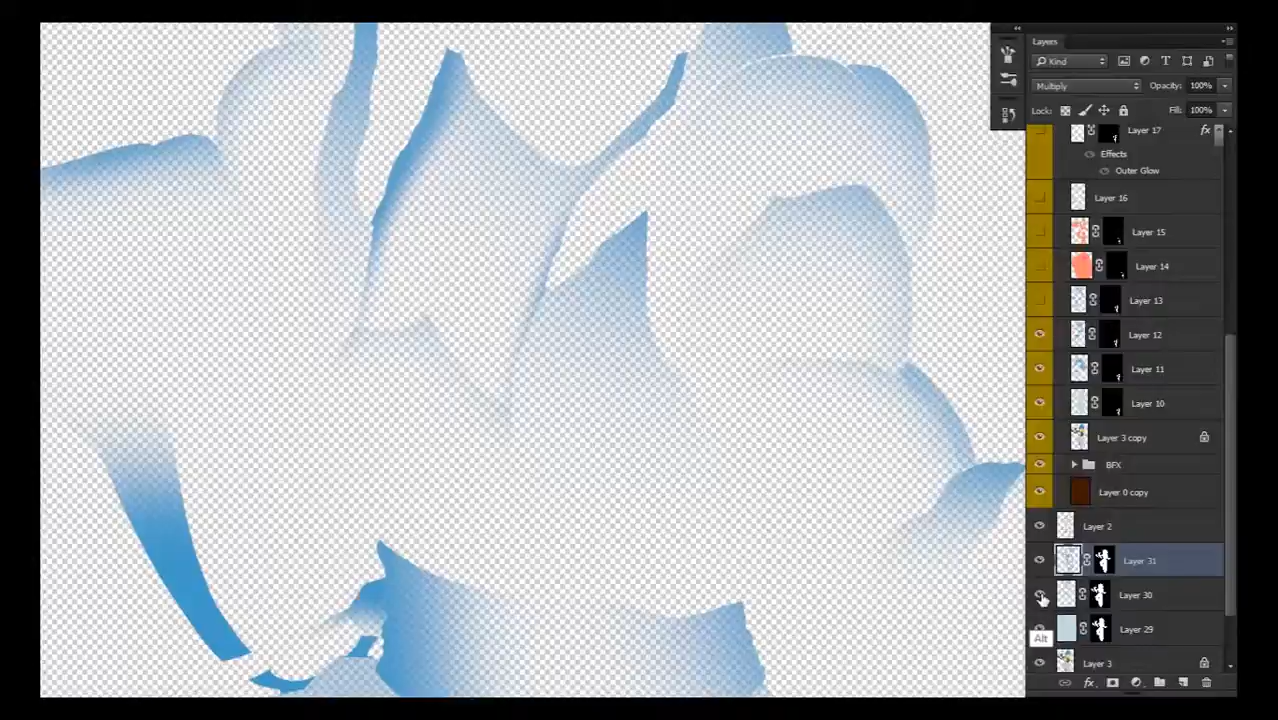 Layers
Kind
Multiply Opacity: 100%
Lock: Fill: 100%
Layer 17 fx
Effects
Outer Glow
Layer 16
Layer 15
Layer 14
Layer 13
Layer 12
Layer 11
Layer 10
Layer 3 copy
BFX
Layer 0 copy
Layer 2
Layer 31
Layer 30
Layer 29
Alt
Layer 3
fx